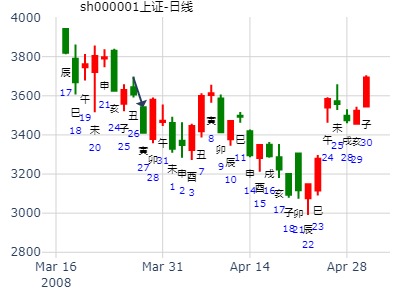 sh000001上证-日线
4000
3800
3600
3400
3200
3000
2800
辰
17
巳
18
午
19
未
20
申
21
亥
24
子
25
丑
26
寅
27
卯
28
午
31
未
1
申
2
酉
3
丑
7
寅
8
卯
9
辰
10
巳
11
申
14
酉
15
戌
16
亥
17
子
18
卯
21
辰
22
巳
23
午
24
未
25
戌
28
亥
29
子
30
Mar 16
2008
Mar 31
Apr 14
Apr 28